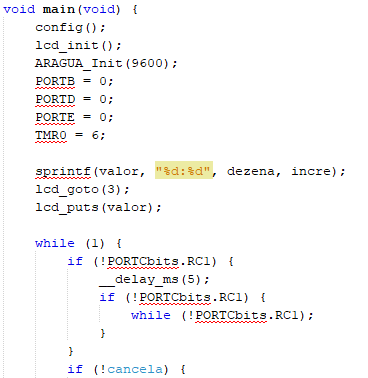 void main(void) {
config();
lcd_init();
ARAGUA_Init(9600);
PORTB = 0;
PORTD = 0;
PORTE = 0;
TMR0 = 6;
sprintf(valor, "%d:%d", dezena, incre);
lcd_goto(3);
lcd_puts(valor);
while (1) {
if (!PORTCbits.RC1) {
__delay_ms(5);
if (!PORTCbits.RC1) {
while (!PORTCbits.RC1);
}
}
if (!cancela) {